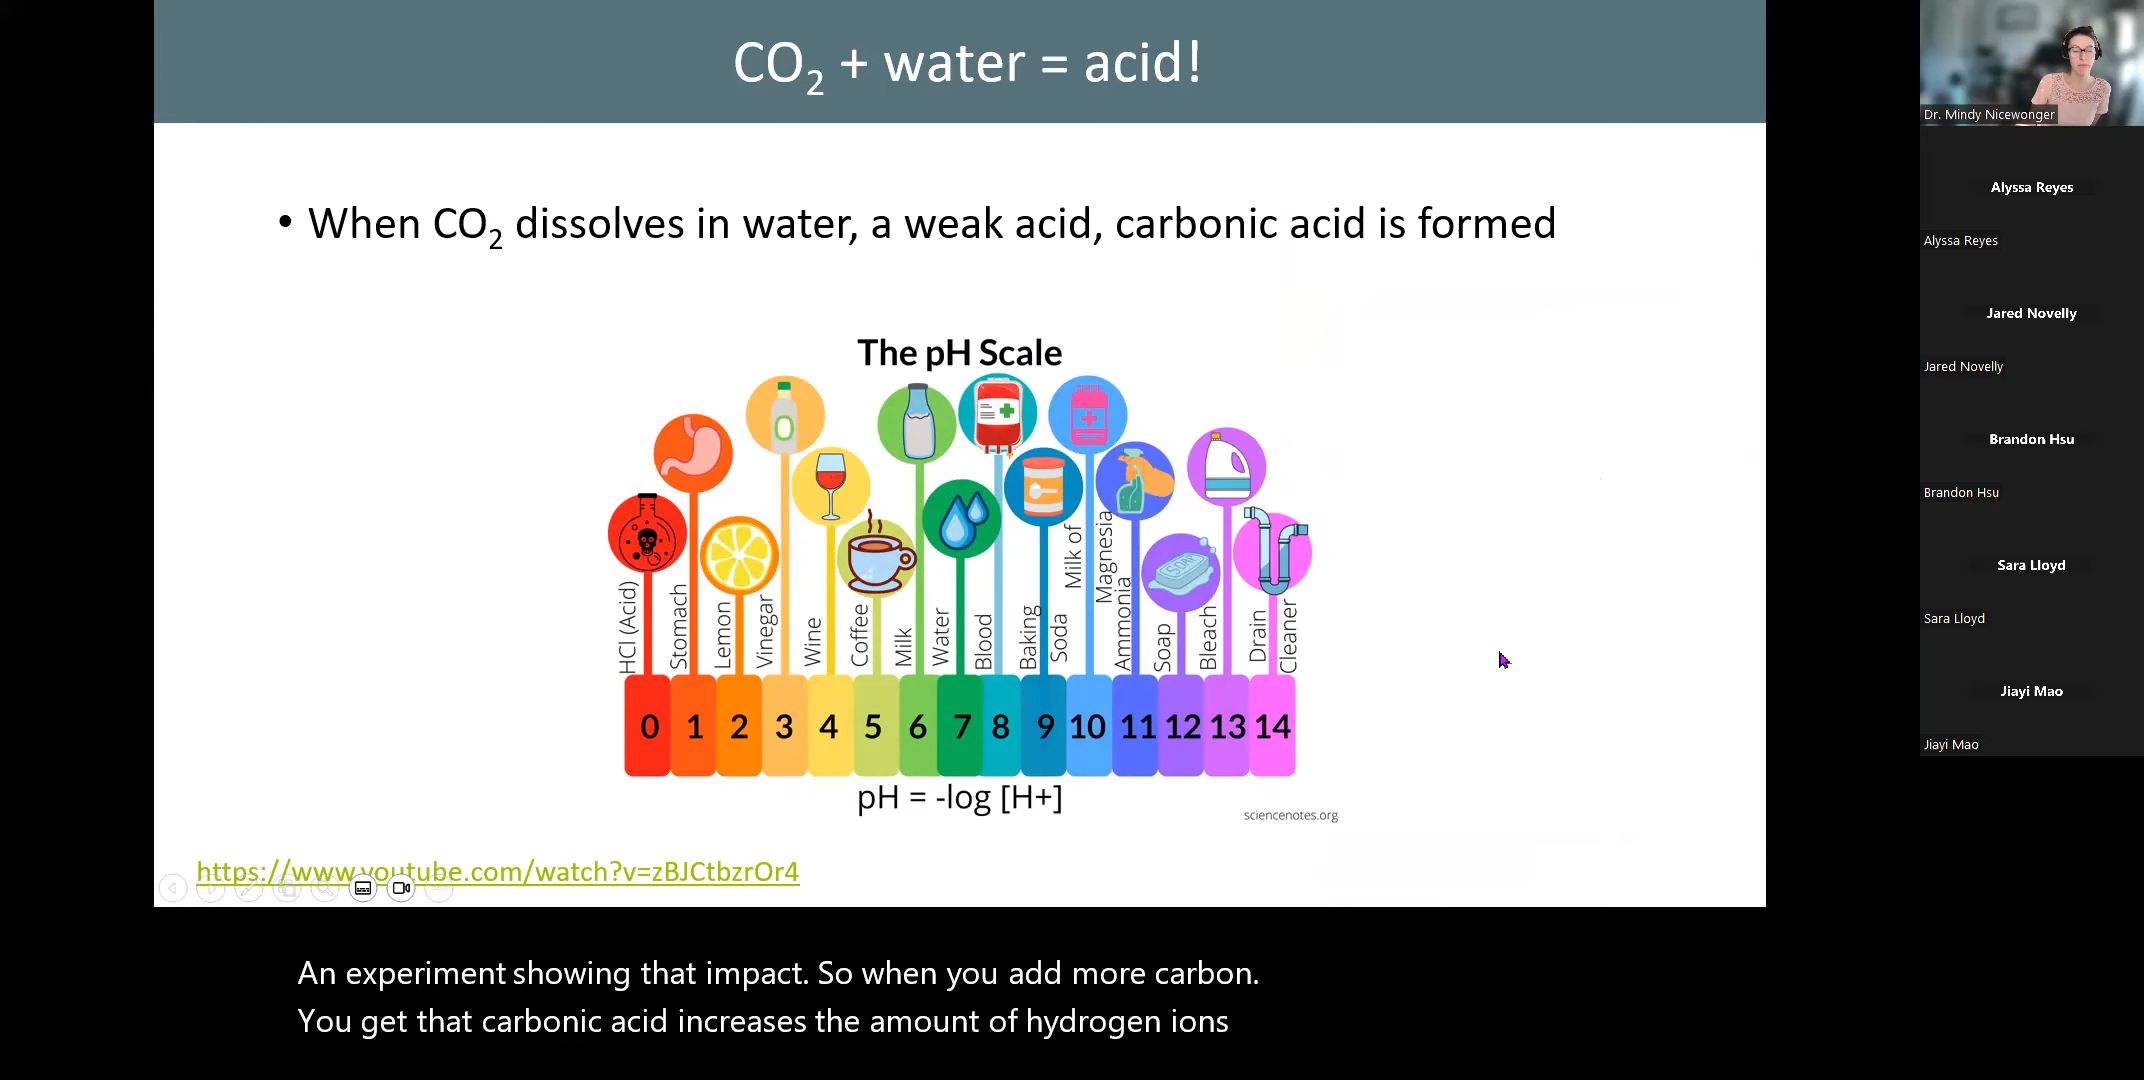 CO₂ + water = acid!
• When CO₂ dissolves in water, a weak acid, carbonic acid is formed
The pH Scale
HCl (Acid)
Stomach
Lemon
Vinegar
Wine
Coffee
Milk
Water
Blood
Baking
Soda
Milk of
Magnesia
Ammonia
Soap
SOAP
Bleach
Drain
Cleaner
0 1 2 3 4 5 6 7 8 9 10 11 12 13 14
pH = -log [H+]
sciencenotes.org
https://www.youtube.com/watch?v=zBJCtbzrOr4
An experiment showing that impact. So when you add more carbon.
You get that carbonic acid increases the amount of hydrogen ions
Dr. Mindy Nicewonger
Alyssa Reyes
Alyssa Reyes
Jared Novelly
Jared Novelly
Brandon Hsu
Brandon Hsu
Sara Lloyd
Sara Lloyd
Jiayi Mao
Jiayi Mao